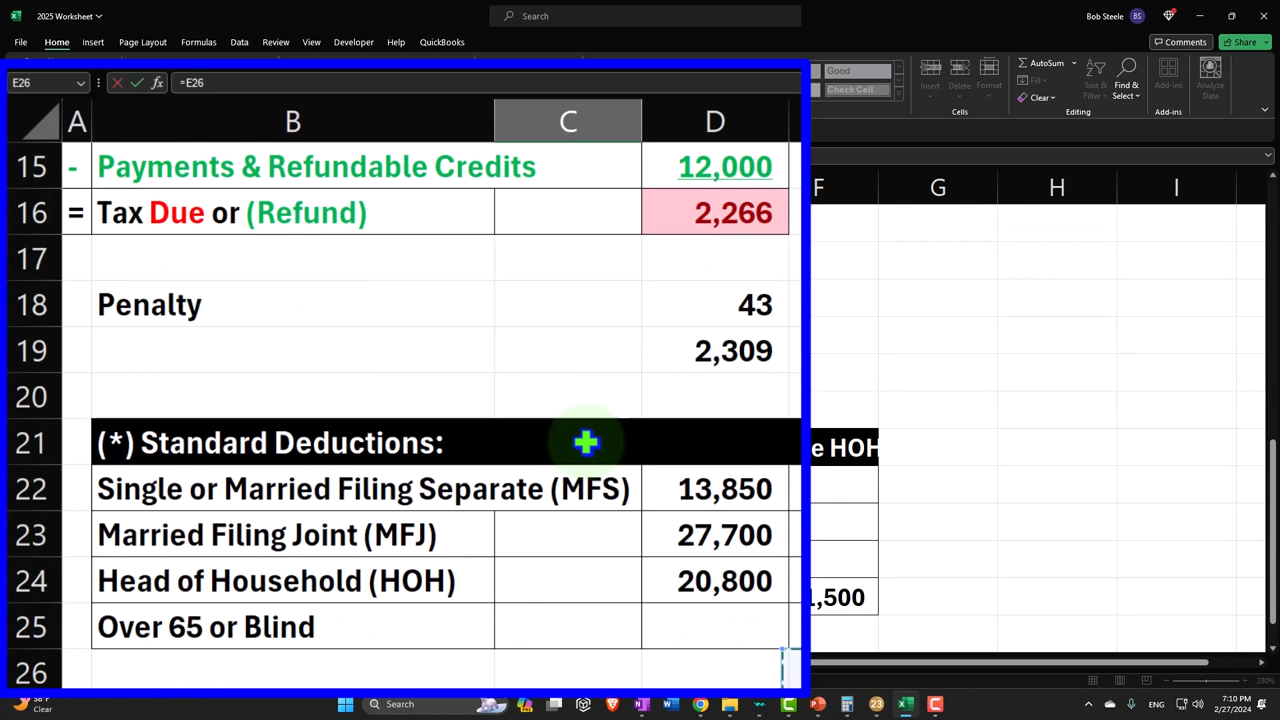 2025 Worksheet
Search
Bob Steele BS
File Home Insert Page Layout Formulas Data Review View Developer Help QuickBooks
Comments Share
E26 =E26
Good
Check Cell
Insert Delete Format
Cells
AutoSum
Fill
Clear
Sort & Filter
Find & Select
Editing
Add-ins
Add-ins
Analyze Data
A B C D
F G H I
15 - Payments & Refundable Credits 12,000
16 = Tax Due or (Refund) 2,266
17
18 Penalty 43
19 2,309
20
21 (*) Standard Deductions:
e HOH
22 Single or Married Filing Separate (MFS) 13,850
23 Married Filing Joint (MFJ) 27,700
24 Head of Household (HOH) 20,800
,500
25 Over 65 or Blind
26
280%
Search
ENG
7:10 PM
2/27/2024